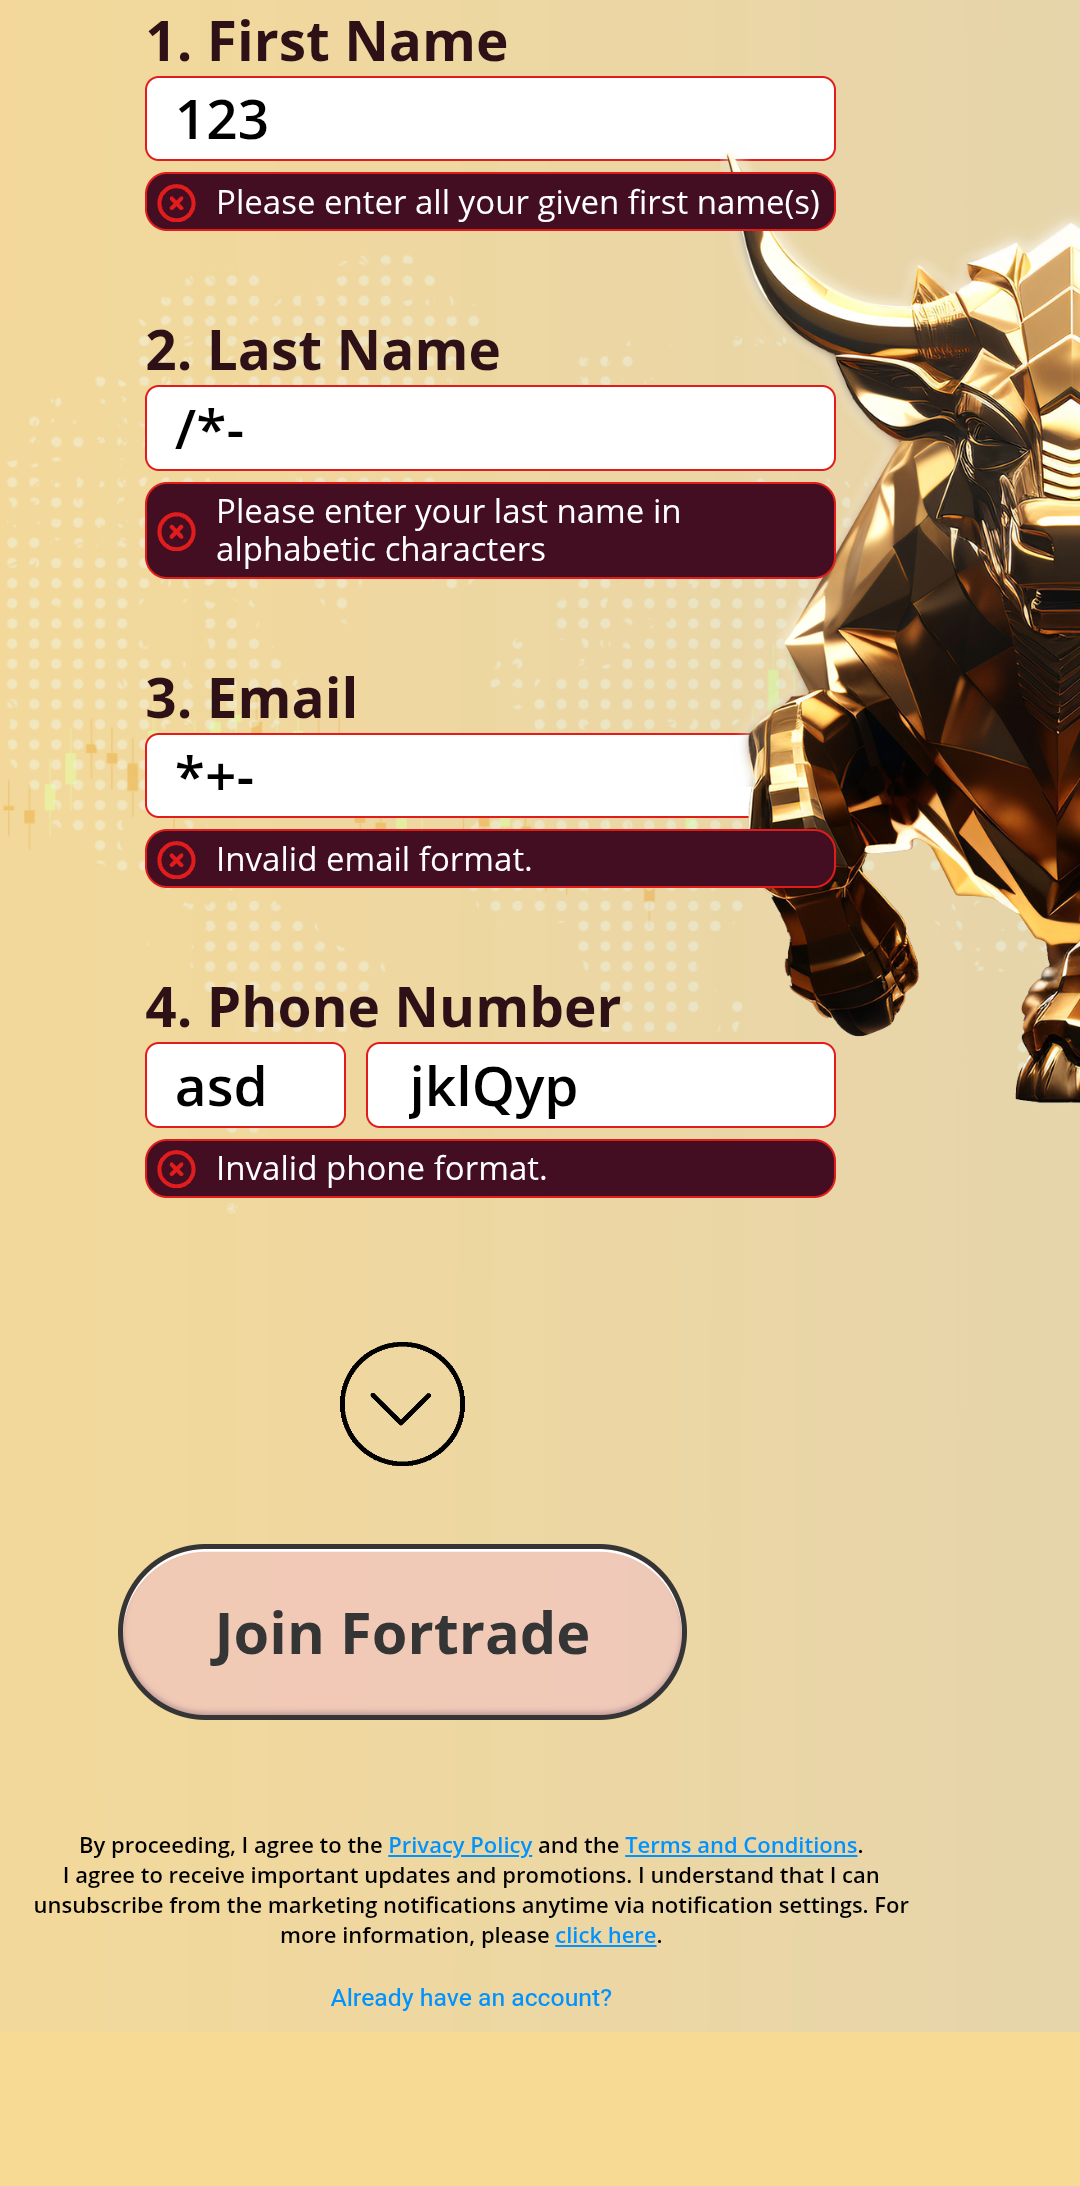 1. First Name
123
Please enter all your given first name(s)
2. Last Name
/*-
Please enter your last name in
alphabetic characters
3. Email
*+-
Invalid email format.
4. Phone Number
asd jklQyp
Invalid phone format.
Join Fortrade
By proceeding, I agree to the Privacy Policy and the Terms and Conditions.
I agree to receive important updates and promotions. I understand that I can
unsubscribe from the marketing notifications anytime via notification settings. For
more information, please click here.
Already have an account?